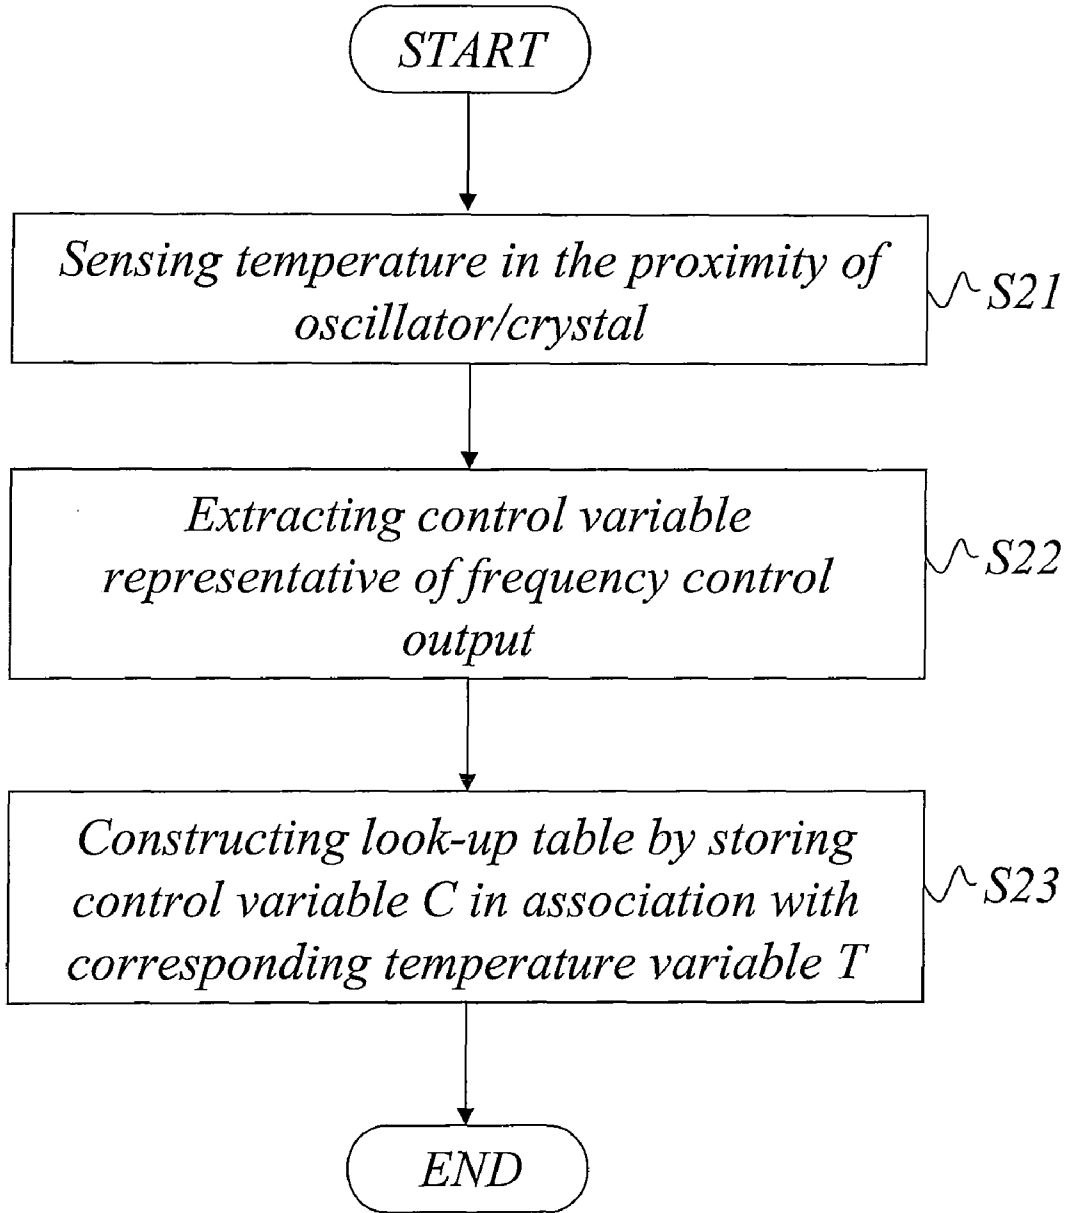 START
Sensing temperature in the proximity of
oscillator/crystal
S21
Extracting control variable
representative of frequency control
output
S22
Constructing look-up table by storing
control variable C in association with
corresponding temperature variable T
S23
END